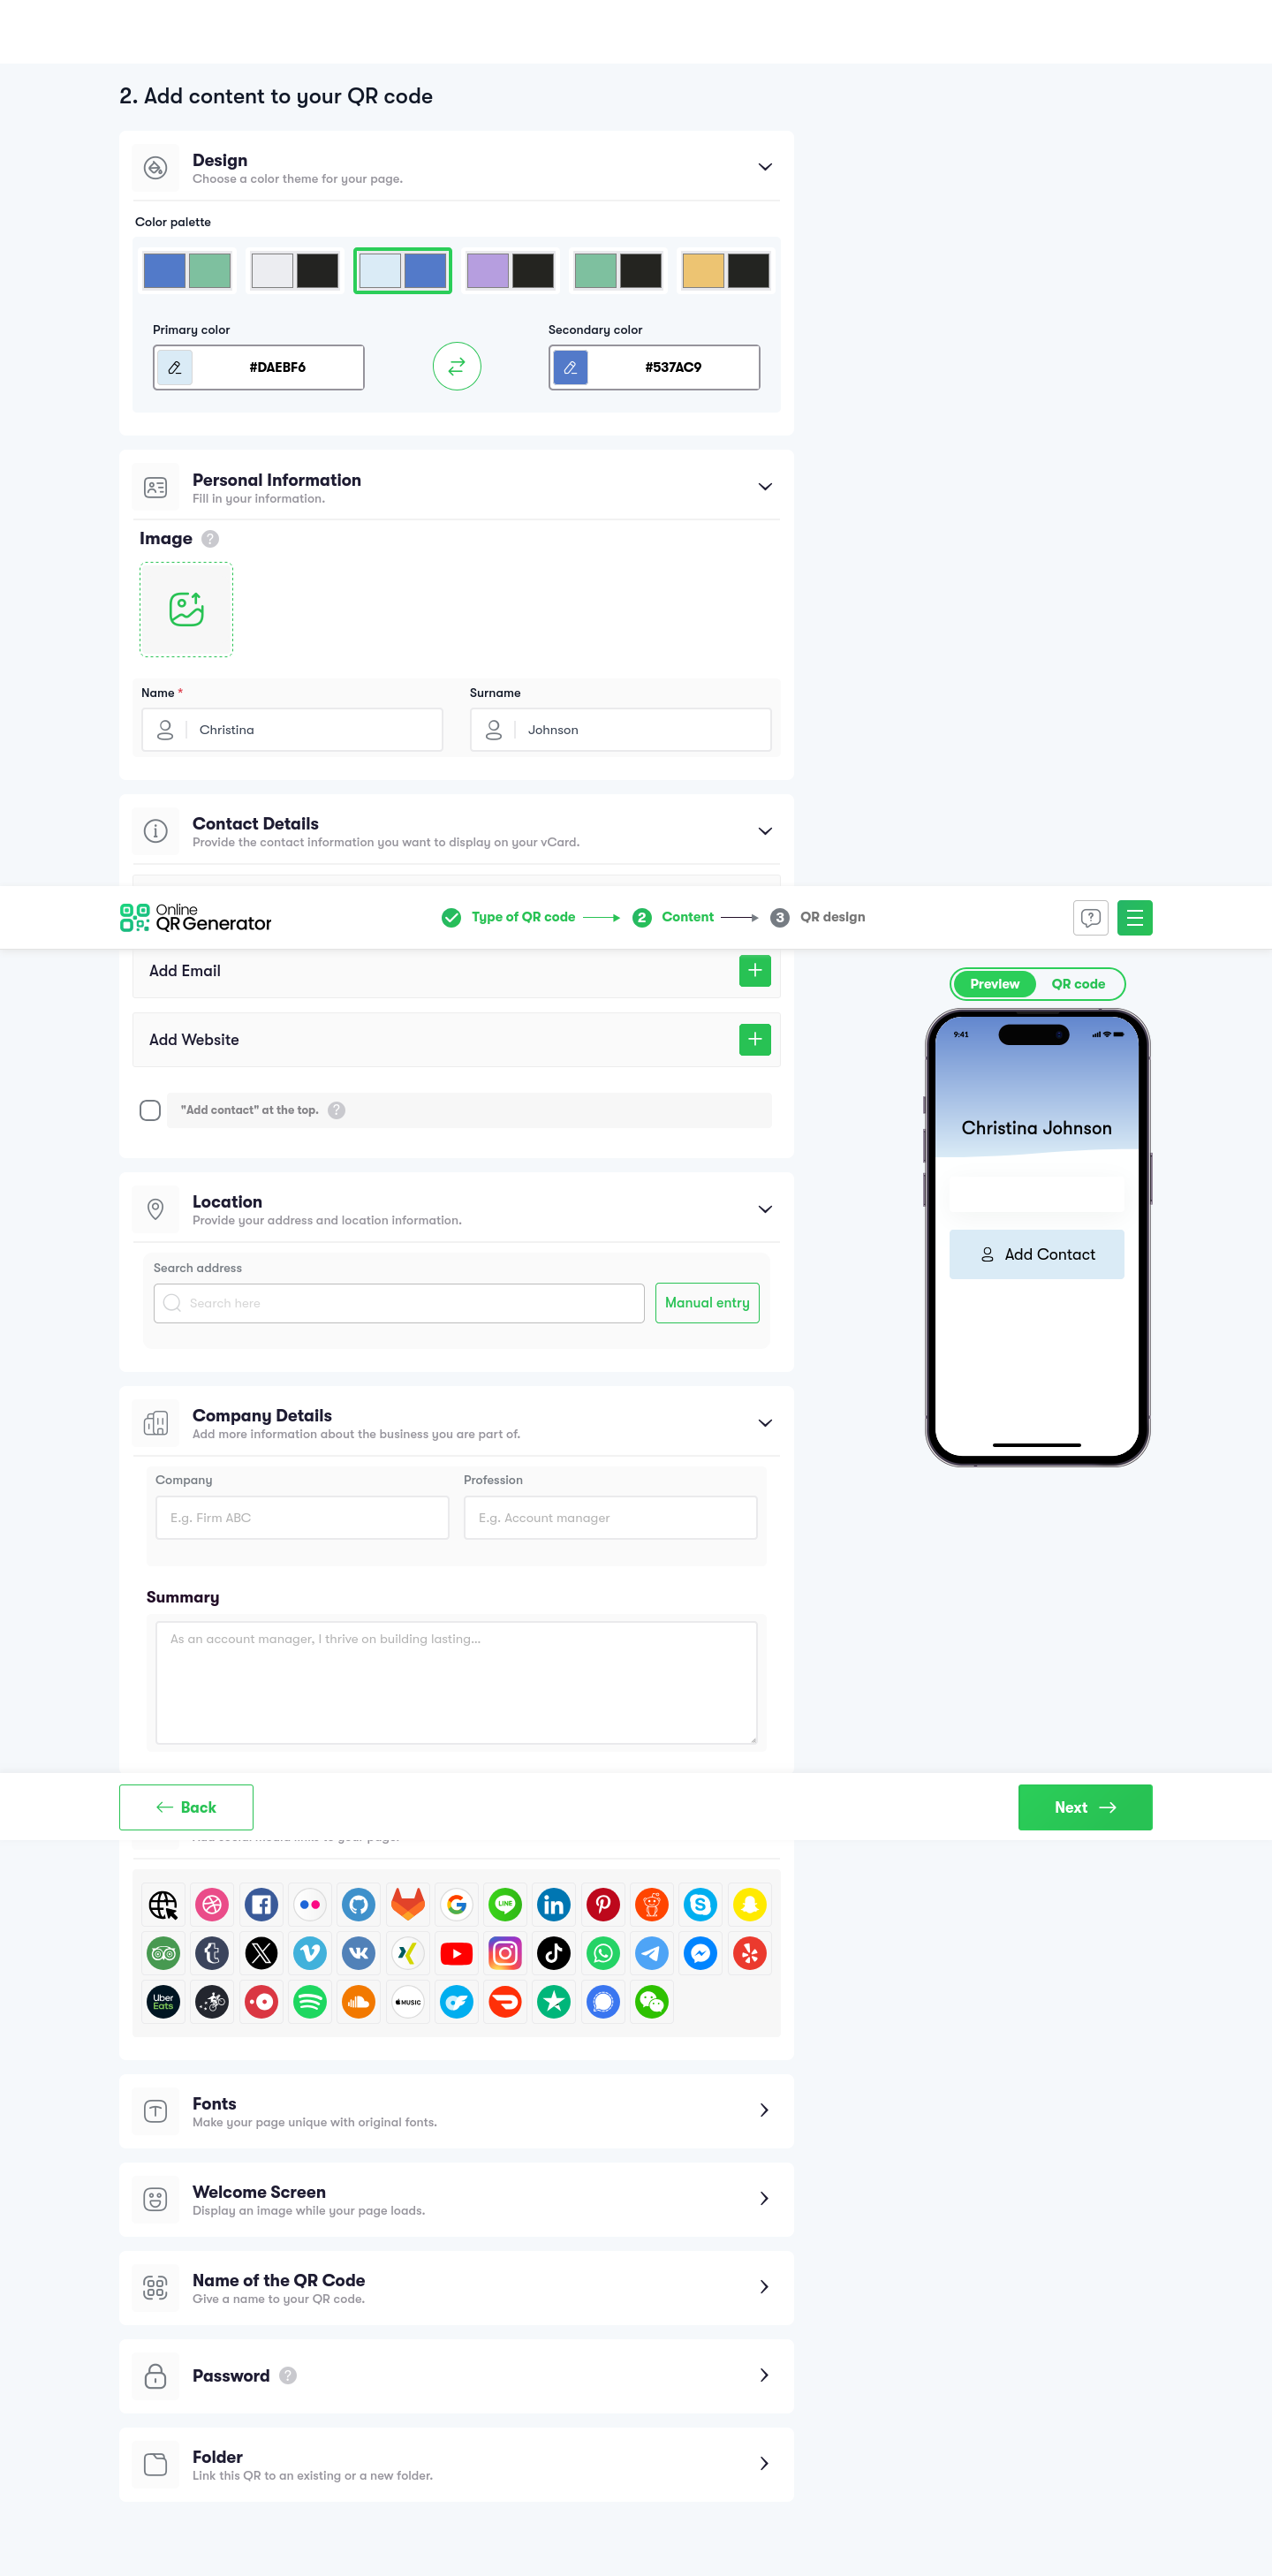 2. Add content to your QR code
Design
Choose a color theme for your page.
Color palette
Primary color
Secondary color
#DAEBF6
#537AC9
Personal Information
Fill in your information.
Image ?
Name *
Surname
Christina
Johnson
Contact Details
Provide the contact information you want to display on your vCard.
Online
QR Generator
Type of QR code
2 Content
3 QR design
Add Email
Preview
QR code
Add Website
9:41
"Add contact" at the top. ?
Christina Johnson
Location
Provide your address and location information.
Add Contact
Search address
Search here
Manual entry
Company Details
Add more information about the business you are part of.
Company
Profession
E.g. Firm ABC
E.g. Account manager
Summary
As an account manager, I thrive on building lasting...
Back
Next
Add social media links to your page.
LINE
Uber
Eats
MUSIC
Fonts
Make your page unique with original fonts.
Welcome Screen
Display an image while your page loads.
Name of the QR Code
Give a name to your QR code.
Password ?
Folder
Link this QR to an existing or a new folder.